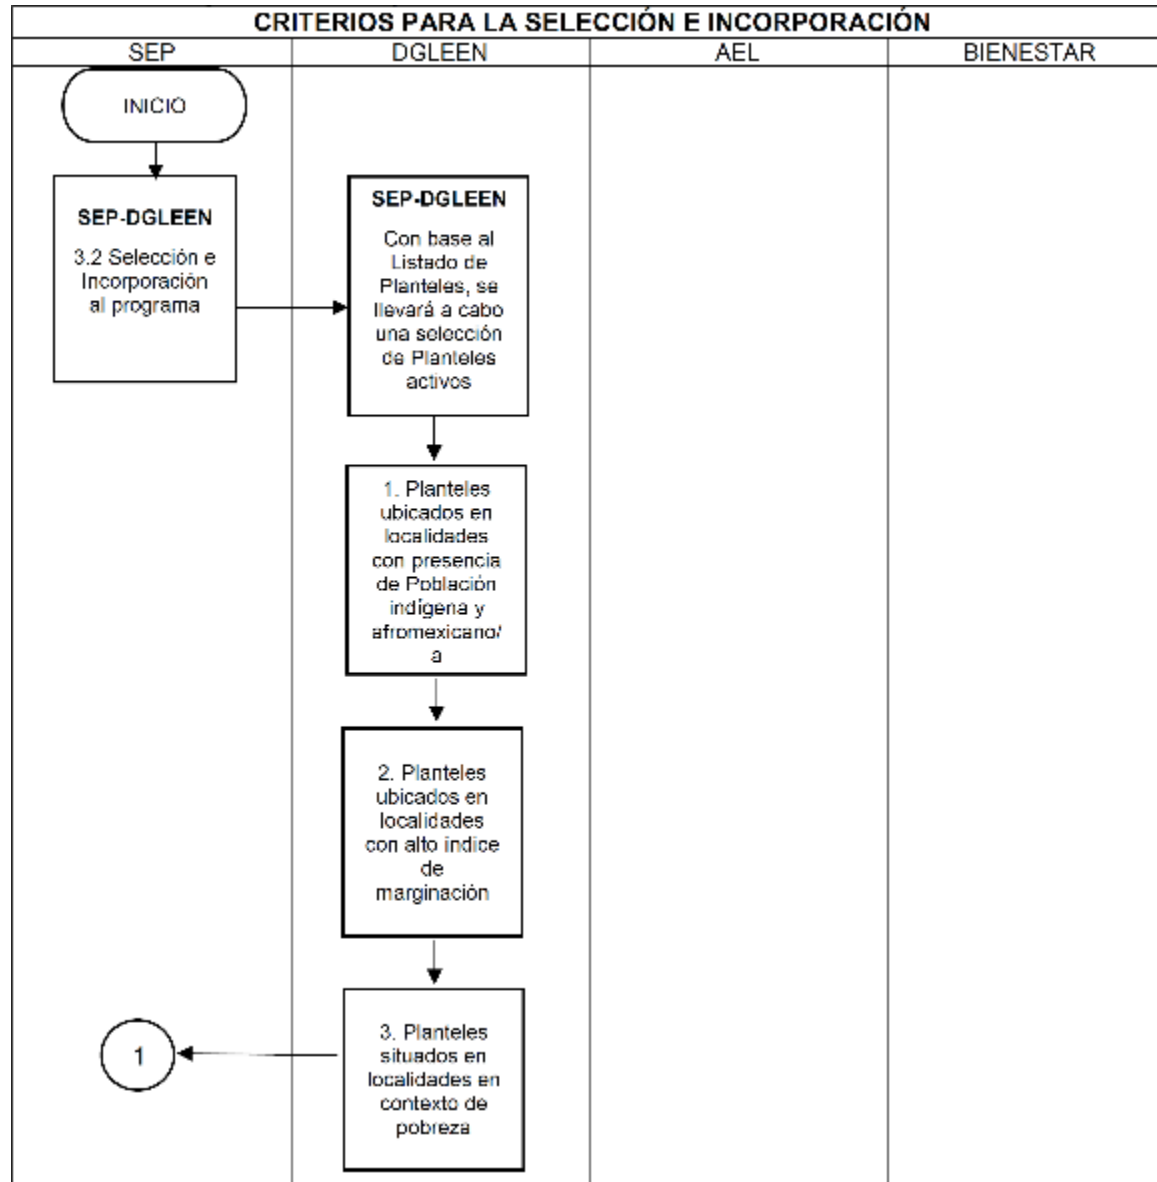 CRITERIOS PARA LA SELECCIÓN E INCORPORACIÓN
SEP
DGLEEN
AEL
BIENESTAR
INICIO
SEP-DGLEEN
3.2 Selección e
Incorporación
al programa
SEP-DGLEEN
Con base al
Listado de
Planteles, se
llevará a cabo
una selección
de Planteles
activos
1. Planteles
ubicados en
localidades
con presencia
de Población
indígena y
afromexicano/
a
2. Planteles
ubicados en
localidades
con alto índice
de
marginación
3. Planteles
situados en
localidades en
contexto de
pobreza
1